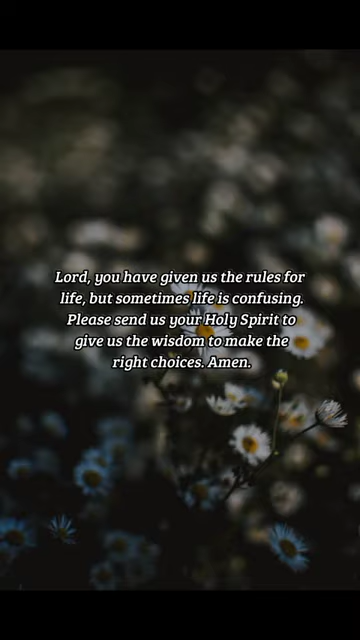 Lord, you have given us the rules for
life, but sometimes life is confusing.
Please send us your Holy Spirit to
give us the wisdom to make the
right choices. Amen.